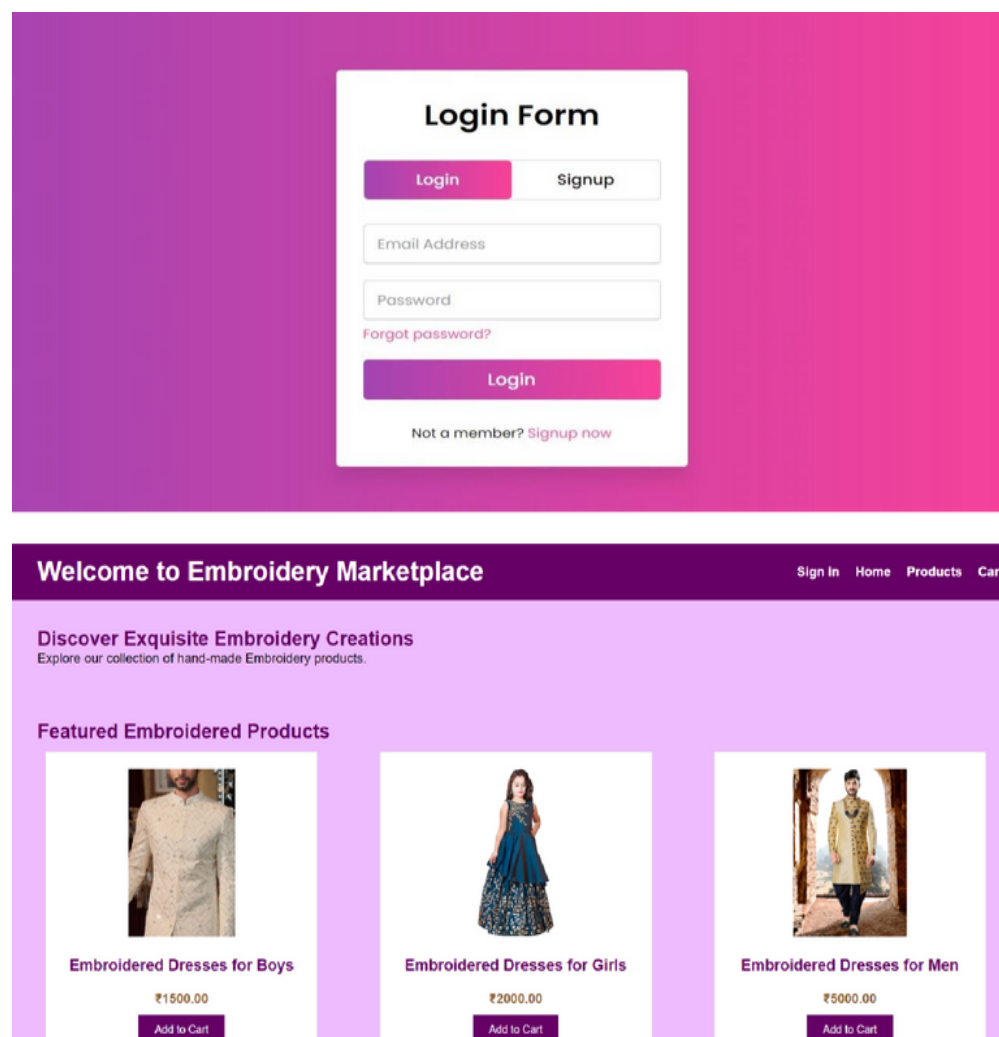 Login Form
Login Signup
Email Address
Password
Forgot password?
Login
Not a member? Signup now
Welcome to Embroidery Marketplace
Sign in Home Products
Discover Exquisite Embroidery Creations
Explore our collection of hand-made Embroidery products.
Featured Embroidered Products
Embroidered Dresses for Boys Embroidered Dresses for Girls Embroidered Dresses for Men
₹1500.00 ₹2000.00 ₹5000.00
Add to Cart Add to Cart Add to Cart